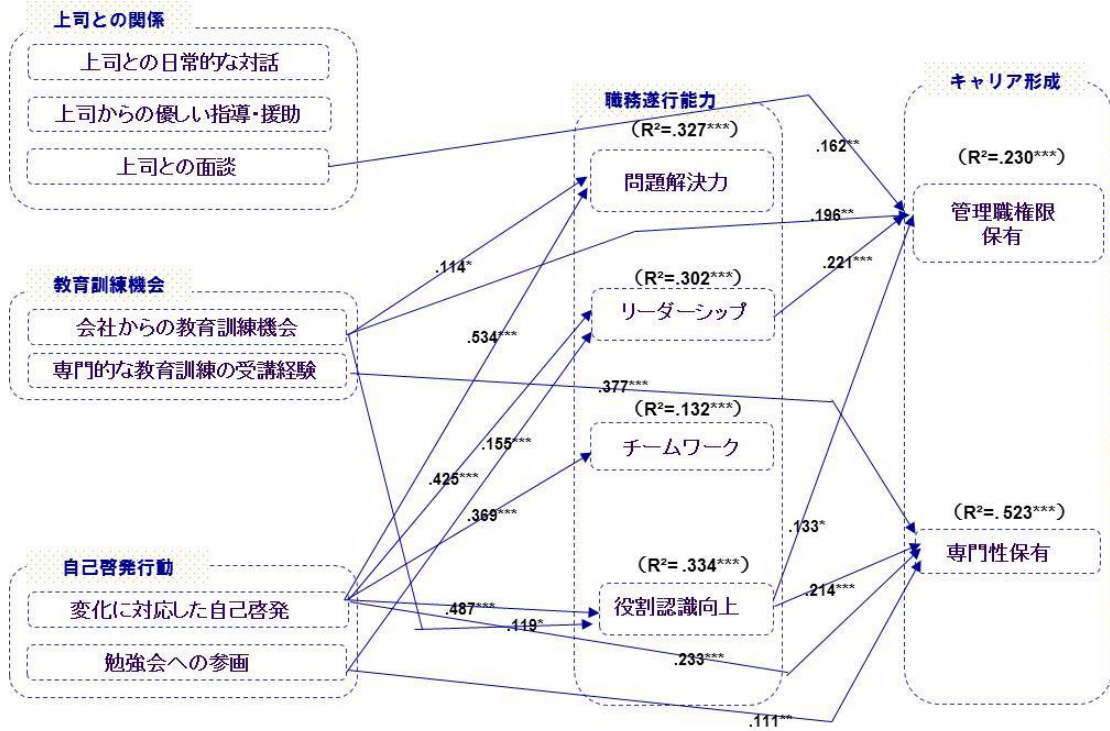 上司との関係
上司との日常的な対話
上司からの優しい指導・援助
上司との面談
教育訓練機会
会社からの教育訓練機会
専門的な教育訓練の受講経験
自己啓発行動
変化に対応した自己啓発
勉強会への参画
.114*
.534***
.155***
.425***
.369***
.487***
.119*
.233***
.111**
職務遂行能力
(R²=.327***)
問題解決力
(R²=.302***)
リーダーシップ
.377***
(R²=.132***)
チームワーク
(R²= .334***)
役割認識向上
.162**
.196**
.221***
.133*
.214***
キャリア形成
(R²=.230***)
管理職権限
保有
(R²=. 523***)
専門性保有